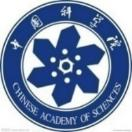 中国科学院
CHINESE ACADEMY OF SCIENCES